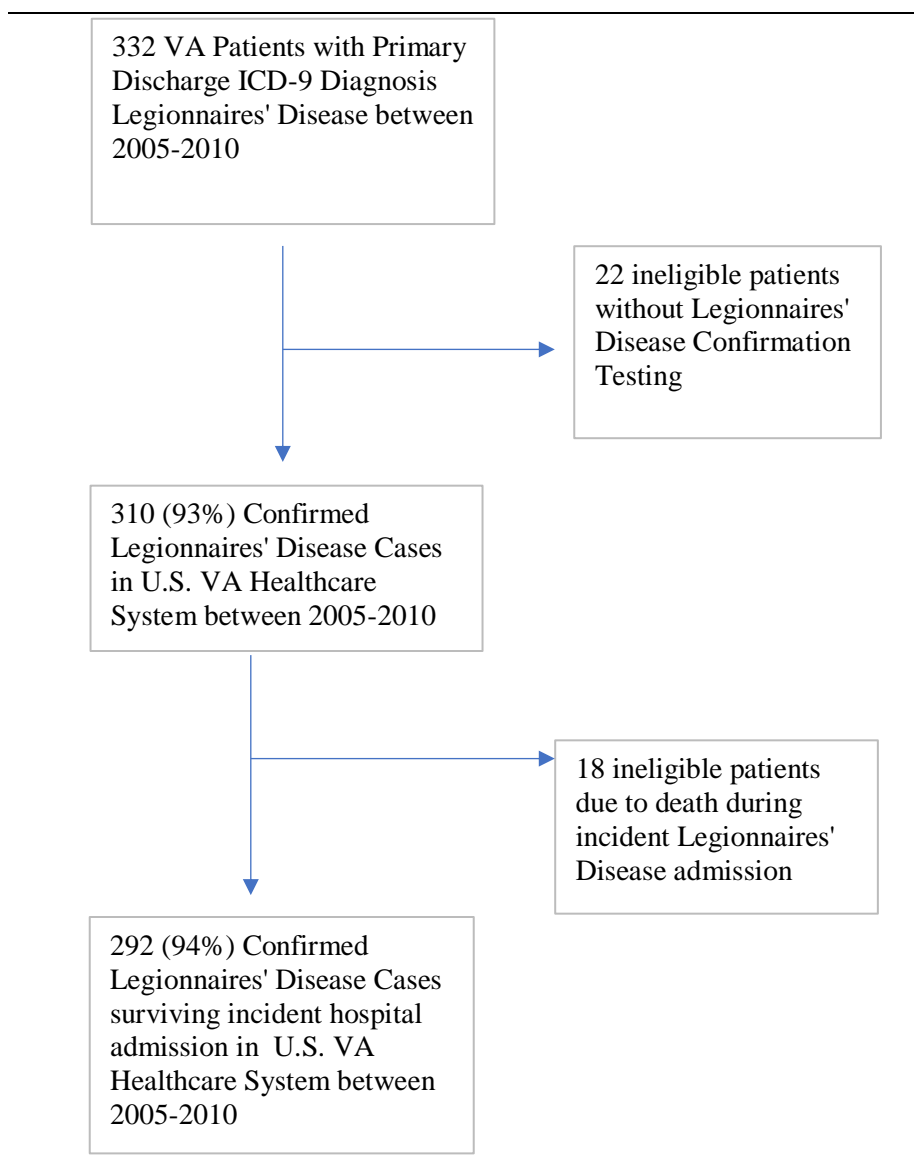 332 VA Patients with Primary
Discharge ICD-9 Diagnosis
Legionnaires' Disease between
2005-2010
22 ineligible patients
without Legionnaires'
Disease Confirmation
Testing
310 (93%) Confirmed
Legionnaires' Disease Cases
in U.S. VA Healthcare
System between 2005-2010
18 ineligible patients
due to death during
incident Legionnaires'
Disease admission
292 (94%) Confirmed
Legionnaires' Disease Cases
surviving incident hospital
admission in  U.S. VA
Healthcare System between
2005-2010